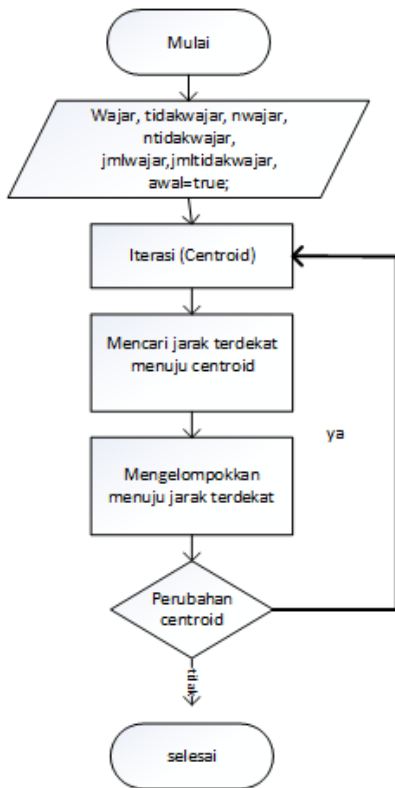 Mulai
Wajar, tidakwajar, nwajar,
ntidakwajar,
jmlwajar,jmltidakwajar,
awal=true;
Iterasi (Centroid)
Mencari jarak terdekat
menuju centroid
Mengelompokkan
menuju jarak terdekat
ya
Perubahan
centroid
tidak
selesai